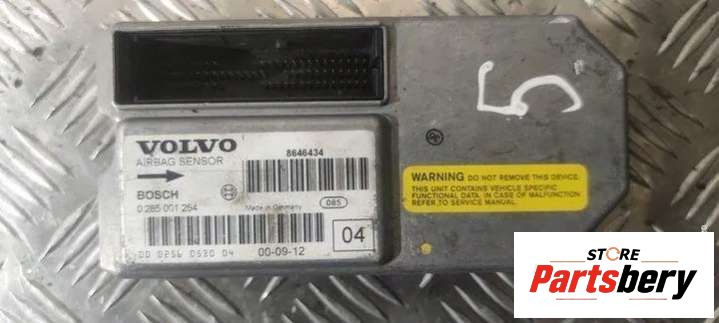 5
VOLVO
AIRBAG SENSOR
8646434
BOSCH
0 285 001 254
Made in Germany
085
00-09-12
04
WARNING DO NOT REMOVE THIS DEVICE.
THIS UNIT CONTAINS VEHICLE SPECIFIC
FUNCTIONAL DATA. IN CASE OF MALFUNCTION
REFER TO SERVICE MANUAL.
STORE
Partsbery